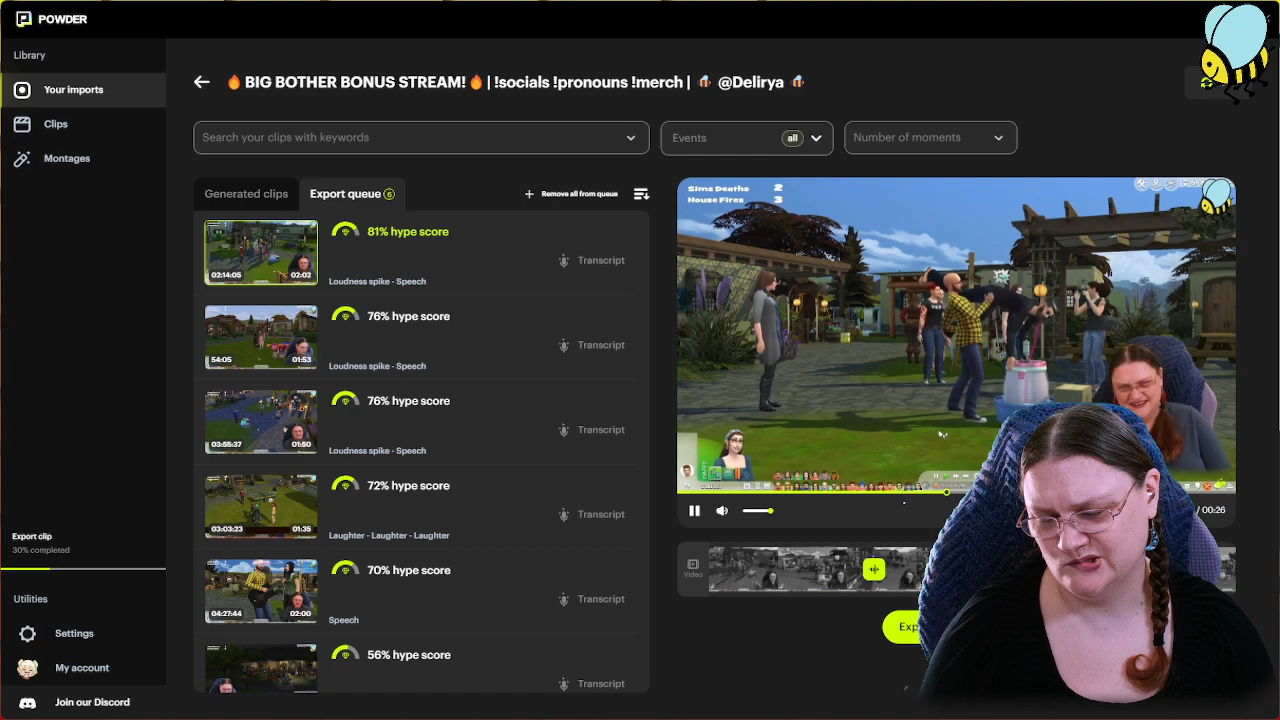 POWDER
Library
Your imports
Clips
Montages
Export clip
30% completed
Utilities
Settings
My account
Join our Discord
🔥 BIG BOTHER BONUS STREAM! 🔥 | !socials !pronouns !merch | 🐝 @Delirya 🐝
Search your clips with keywords
Events all
Number of moments
Generated clips
Export queue 6
+ Remove all from queue
81% hype score
02:14:05 02:02
Transcript
Loudness spike - Speech
76% hype score
54:05 01:53
Transcript
Loudness spike - Speech
76% hype score
03:55:37 01:50
Transcript
Loudness spike - Speech
72% hype score
03:03:23 01:35
Transcript
Laughter - Laughter - Laughter
70% hype score
04:27:44 02:00
Transcript
Speech
56% hype score
Transcript
Sims Deaths 2
House Fires 3
HAPPY
/ 00:26
Video
Exp